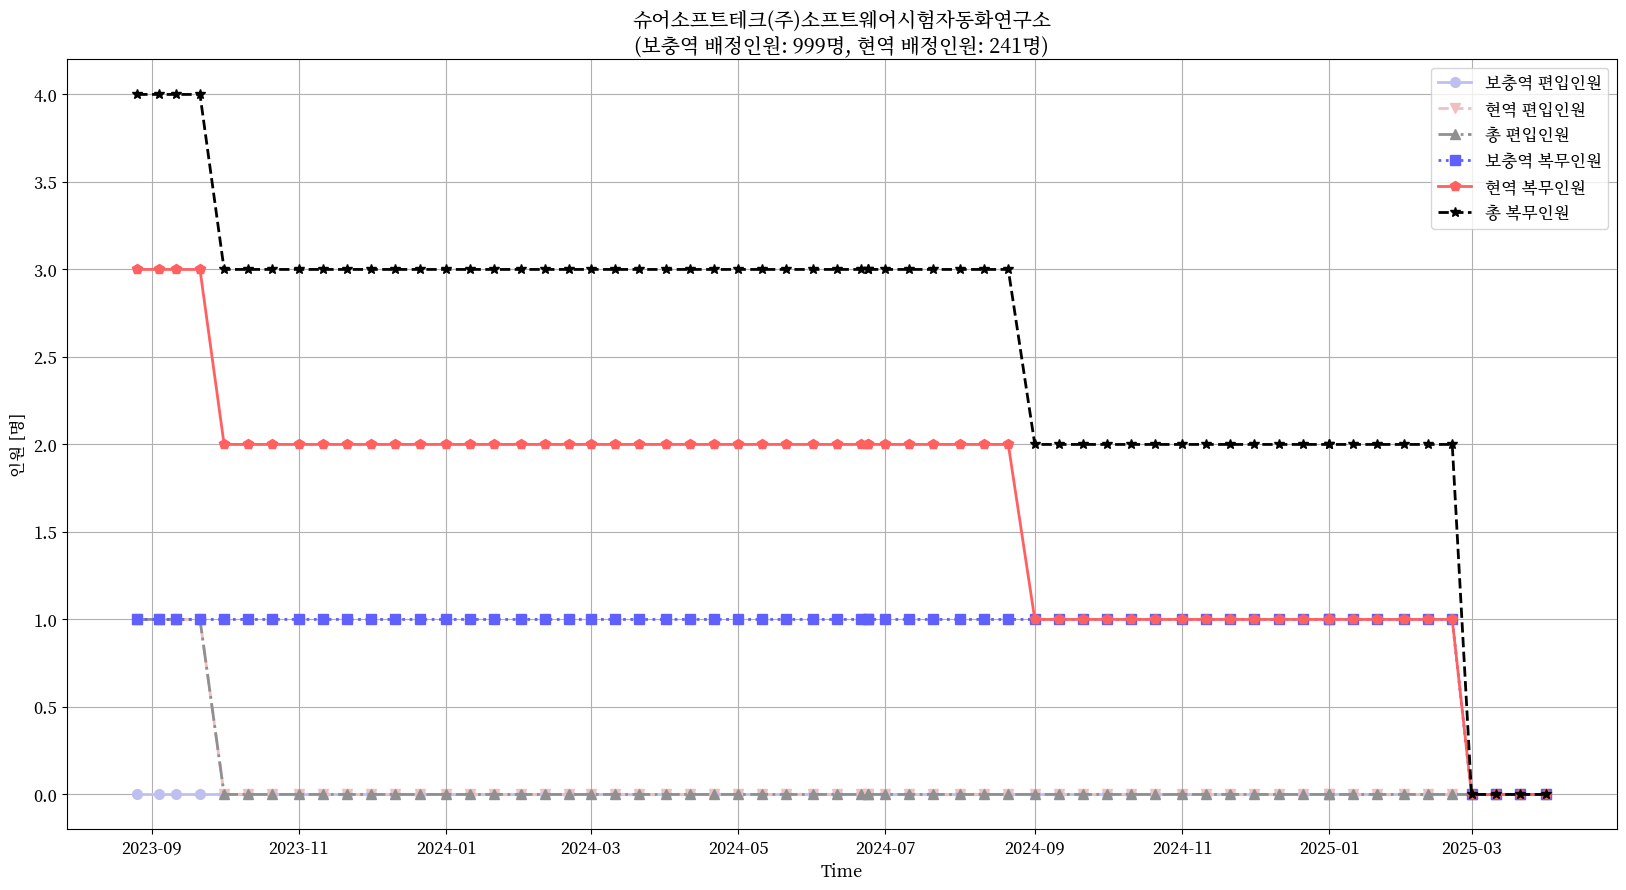 슈어소프트테크(주)소프트웨어시험자동화연구소
(보충역 배정인원: 999명, 현역 배정인원: 241명)
보충역 편입인원
현역 편입인원
총 편입인원
보충역 복무인원
현역 복무인원
총 복무인원
인원 [명]
4.0
3.5
3.0
2.5
2.0
1.5
1.0
0.5
0.0
2023-09 2023-11 2024-01 2024-03 2024-05 2024-07 2024-09 2024-11 2025-01 2025-03
Time